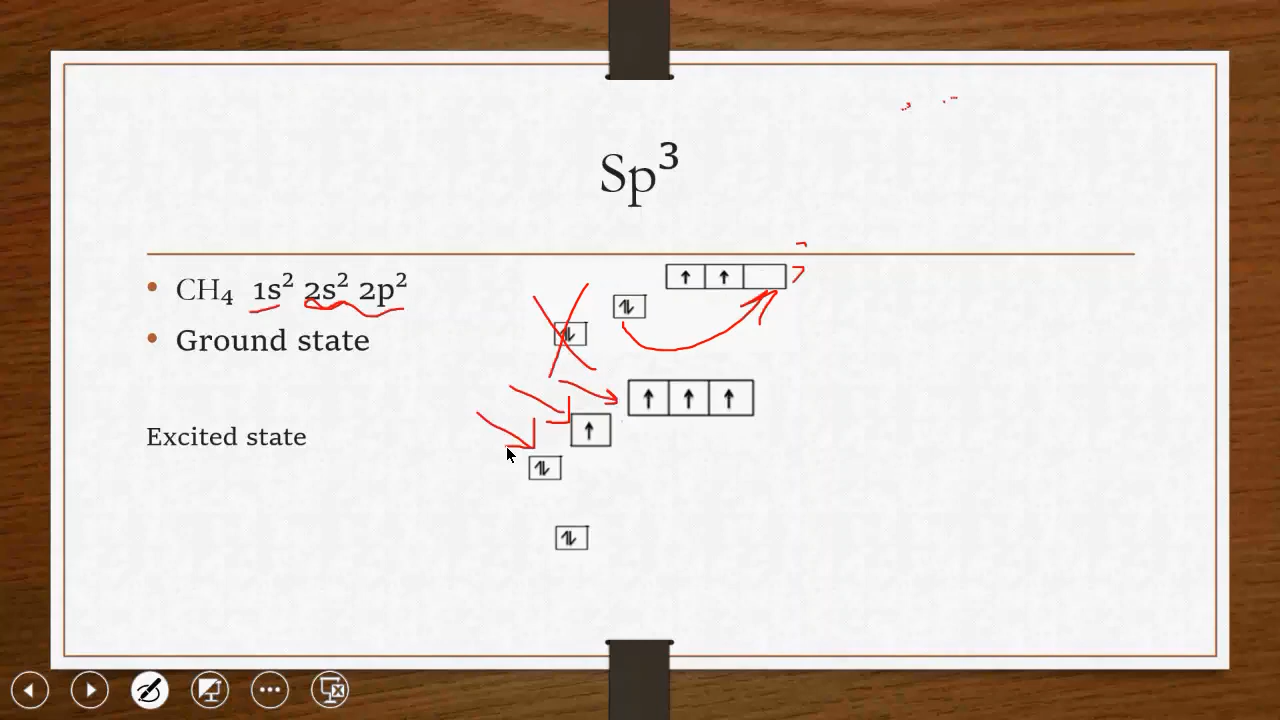 Sp³
• CH₄ 1s² 2s² 2p²
• Ground state
Excited state